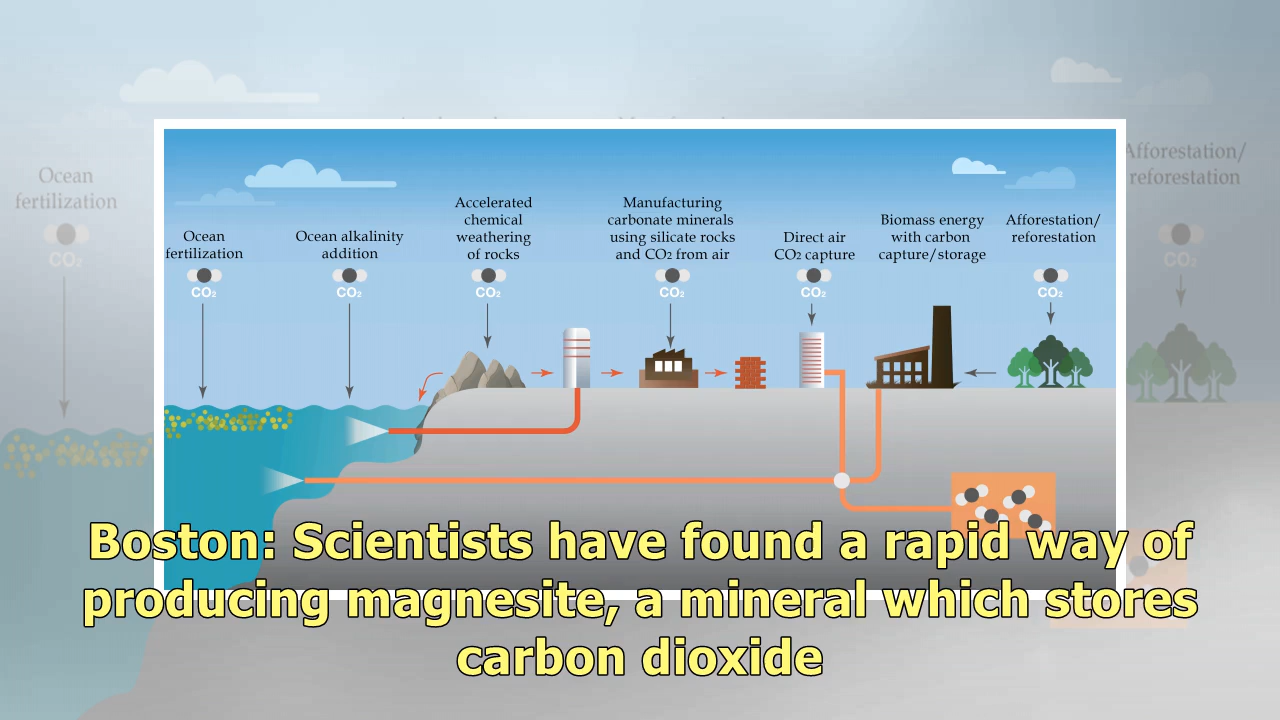 Ocean
fertilization
CO₂
Afforestation/
reforestation
CO₂
Ocean
fertilization
CO₂
Ocean alkalinity
addition
CO₂
Accelerated
chemical
weathering
of rocks
CO₂
Manufacturing
carbonate minerals
using silicate rocks
and CO₂ from air
CO₂
Direct air
CO₂ capture
CO₂
Biomass energy
with carbon
capture/storage
Afforestation/
reforestation
CO₂
Boston: Scientists have found a rapid way of
producing magnesite, a mineral which stores
carbon dioxide